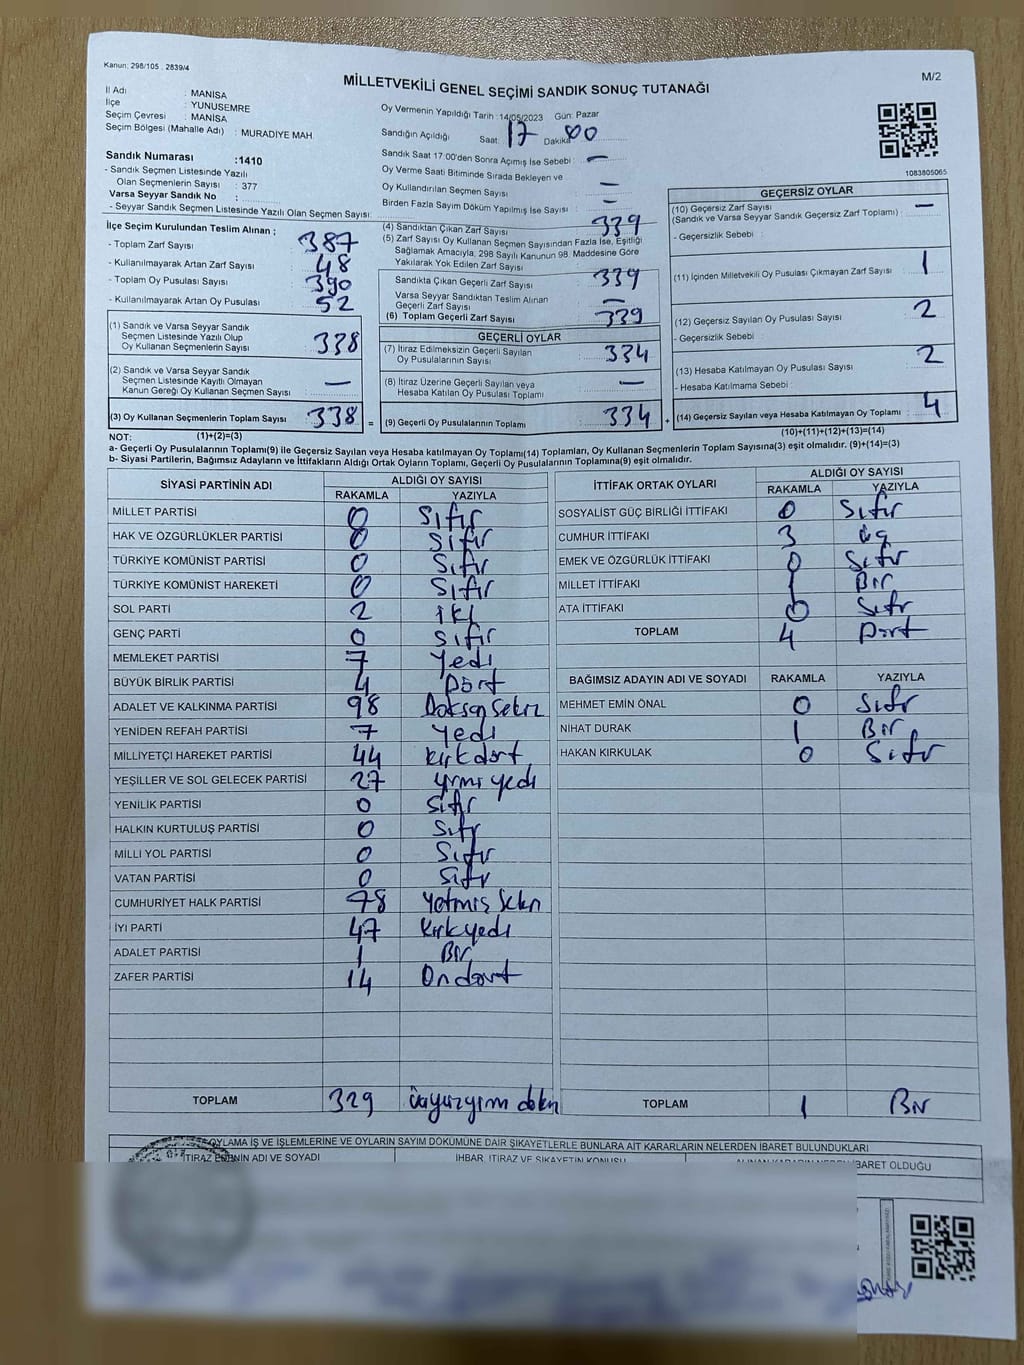 Kanun: 298/105 . 2839/4
MİLLETVEKİLİ GENEL SEÇİMİ SANDIK SONUÇ TUTANAĞI
M/2
İl Adı : MANİSA
İlçe : YUNUSEMRE
Seçim Çevresi : MANİSA
Seçim Bölgesi (Mahalle Adı) : MURADİYE MAH
Oy Vermenin Yapıldığı Tarih : 14/05/2023 Gün: Pazar
Sandığın Açıldığı Saat: 17 Dakika 00
Sandık Saat 17:00'den Sonra Açımış İse Sebebi : –
Oy Verme Saati Bitiminde Sırada Bekleyen ve
Oy Kullandırılan Seçmen Sayısı –
Birden Fazla Sayım Döküm Yapılmış İse Sayısı : –
1083805065
Sandık Numarası :1410
- Sandık Seçmen Listesinde Yazılı
Olan Seçmenlerin Sayısı : 377
Varsa Seyyar Sandık No :
- Seyyar Sandık Seçmen Listesinde Yazılı Olan Seçmen Sayısı:
İlçe Seçim Kurulundan Teslim Alınan ;
- Toplam Zarf Sayısı : 387
- Kullanılmayarak Artan Zarf Sayısı : 48
- Toplam Oy Pusulası Sayısı : 390
- Kullanılmayarak Artan Oy Pusulası : 52
(1) Sandık ve Varsa Seyyar Sandık
Seçmen Listesinde Yazılı Olup
Oy Kullanan Seçmenlerin Sayısı : 338
(2) Sandık ve Varsa Seyyar Sandık
Seçmen Listesinde Kayıtlı Olmayan
Kanun Gereği Oy Kullanan Seçmen Sayısı : –
(3) Oy Kullanan Seçmenlerin Toplam Sayısı : 338 =
(4) Sandıktan Çıkan Zarf Sayısı : 339
(5) Zarf Sayısı Oy Kullanan Seçmen Sayısından Fazla İse, Eşitliği
Sağlamak Amacıyla, 298 Sayılı Kanunun 98. Maddesine Göre
Yakılarak Yok Edilen Zarf Sayısı
Sandıkta Çıkan Geçerli Zarf Sayısı : 339
Varsa Seyyar Sandıktan Teslim Alınan
Geçerli Zarf Sayısı –
(6) Toplam Geçerli Zarf Sayısı : 339
GEÇERLİ OYLAR
(7) İtiraz Edilmeksizin Geçerli Sayılan
Oy Pusulalarının Sayısı : 334
(8) İtiraz Üzerine Geçerli Sayılan veya
Hesaba Katılan Oy Pusulası Toplamı : –
(9) Geçerli Oy Pusulalarının Toplamı : 334 +
GEÇERSİZ OYLAR
(10) Geçersiz Zarf Sayısı
(Sandık ve Varsa Seyyar Sandık Geçersiz Zarf Toplamı) : –
- Geçersizlik Sebebi :
(11) İçinden Milletvekili Oy Pusulası Çıkmayan Zarf Sayısı 1
(12) Geçersiz Sayılan Oy Pusulası Sayısı : 2
- Geçersizlik Sebebi :
(13) Hesaba Katılmayan Oy Pusulası Sayısı : 2
- Hesaba Katılmama Sebebi :
(14) Geçersiz Sayılan veya Hesaba Katılmayan Oy Toplamı : 4
NOT: (1)+(2)=(3)
(10)+(11)+(12)+(13)=(14)
a- Geçerli Oy Pusulasının Toplamı(9) ile Geçersiz Sayılan veya Hesaba katılmayan Oy Toplamı(14) Toplamları, Oy Kullanan Seçmenlerin Toplam Sayısına(3) eşit olmalıdır. (9)+(14)=(3)
b- Siyasi Partilerin, Bağımsız Adayların ve İttifakların Aldığı Ortak Oyların Toplam, Geçerli Oy Pusulalarının Toplamına(9) eşit olmalıdır.
SİYASİ PARTİNİN ADI ALDIĞI OY SAYISI
RAKAMLA YAZIYLA
MİLLET PARTİSİ 0 Sıfır
HAK VE ÖZGÜRLÜKLER PARTİSİ 0 Sıfır
TÜRKİYE KOMÜNİST PARTİSİ 0 Sıfır
TÜRKİYE KOMÜNİST HAREKETİ 0 Sıfır
SOL PARTİ 2 iki
GENÇ PARTİ 0 Sıfır
MEMLEKET PARTİSİ 7 Yedi
BÜYÜK BİRLİK PARTİSİ 4 Dört
ADALET VE KALKINMA PARTİSİ 98 Doksan sekiz
YENİDEN REFAH PARTİSİ 7 Yedi
MİLLİYETÇİ HAREKET PARTİSİ 44 Kırkdört
YEŞİLLER VE SOL GELECEK PARTİSİ 27 yirmi yedi
YENİLİK PARTİSİ 0 Sıfır
HALKIN KURTULUŞ PARTİSİ 0 Sıfır
MİLLİ YOL PARTİSİ 0 Sıfır
VATAN PARTİSİ 0 Sıfır
CUMHURİYET HALK PARTİSİ 78 Yetmiş Sekiz
İYİ PARTİ 47 Kırkyedi
ADALET PARTİSİ 1 Bir
ZAFER PARTİSİ 14 Ondört
TOPLAM 329
İTTİFAK ORTAK OYLARI ALDIĞI OY SAYISI
RAKAMLA YAZIYLA
SOSYALİST GÜÇ BİRLİĞİ İTTİFAKI 0 Sıfır
CUMHUR İTTİFAKI 3 üç
EMEK VE ÖZGÜRLÜK İTTİFAKI 0 Sıfır
MİLLET İTTİFAKI 1 Bir
ATA İTTİFAKI 0 Sıfır
TOPLAM 4 Dört
BAĞIMSIZ ADAYIN ADI VE SOYADI RAKAMLA YAZIYLA
MEHMET EMİN ÖNAL 0 Sıfır
NİHAT DURAK 1 Bir
HAKAN KIRKULAK 0 Sıfır
TOPLAM 1 Bir
OYLAMA İŞ VE İŞLEMLERİNE VE OYLARIN SAYIM DÖKÜMÜNE DAİR ŞİKAYETLERLE BUNLARA AİT KARARLARIN NELERDEN İBARET BULUNDUKLARI
İTİRAZ EDENİN ADI VE SOYADI İHBAR, İTİRAZ VE ŞİKAYETİN KONUSU ALINAN KARARIN NEDEN İBARET OLDUĞU